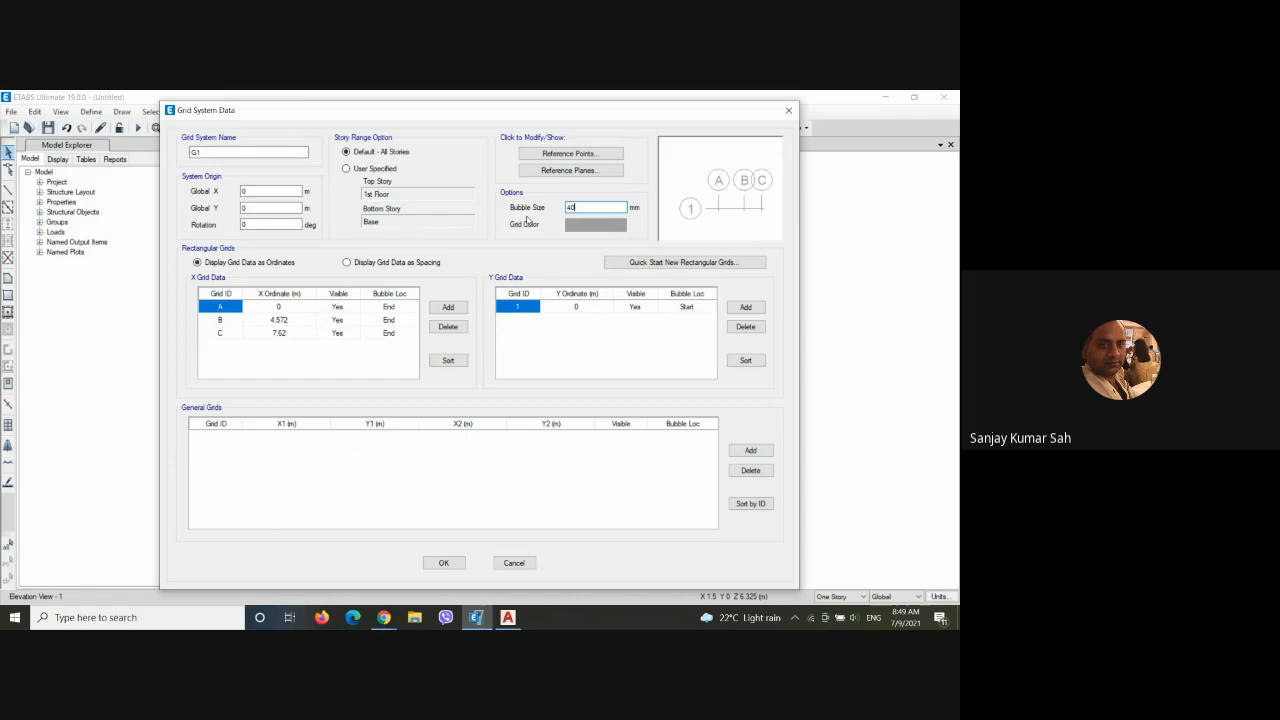 ETABS Ultimate 19.0.0 - (Untitled)
File Edit View Define Draw Selec
Model Explorer
Model Display Tables Reports
Model
Project
Structure Layout
Properties
Structural Objects
Groups
Loads
Named Output Items
Named Plots
Grid System Data
Grid System Name
G1
System Origin
Global X 0 m
Global Y 0 m
Rotation 0 deg
Story Range Option
Default - All Stories
User Specified
Top Story
1st Floor
Bottom Story
Base
Click to Modify/Show:
Reference Points...
Reference Planes...
Options
Bubble Size 40 mm
Grid Color
A B C
1
Rectangular Grids
Display Grid Data as Ordinates Display Grid Data as Spacing Quick Start New Rectangular Grids...
X Grid Data
Grid ID X Ordinate (m) Visible Bubble Loc
A 0 Yes End
B 4.572 Yes End
C 7.62 Yes End
Add
Delete
Sort
Y Grid Data
Grid ID Y Ordinate (m) Visible Bubble Loc
1 0 Yes Start
Add
Delete
Sort
General Grids
Grid ID X1 (m) Y1 (m) X2 (m) Y2 (m) Visible Bubble Loc
Add
Delete
Sort by ID
OK Cancel
Elevation View - 1 X 1.5 Y 0 Z 6.325 (m) One Story Global Units...
Type here to search
22°C Light rain ENG
8:49 AM
7/9/2021
Sanjay Kumar Sah